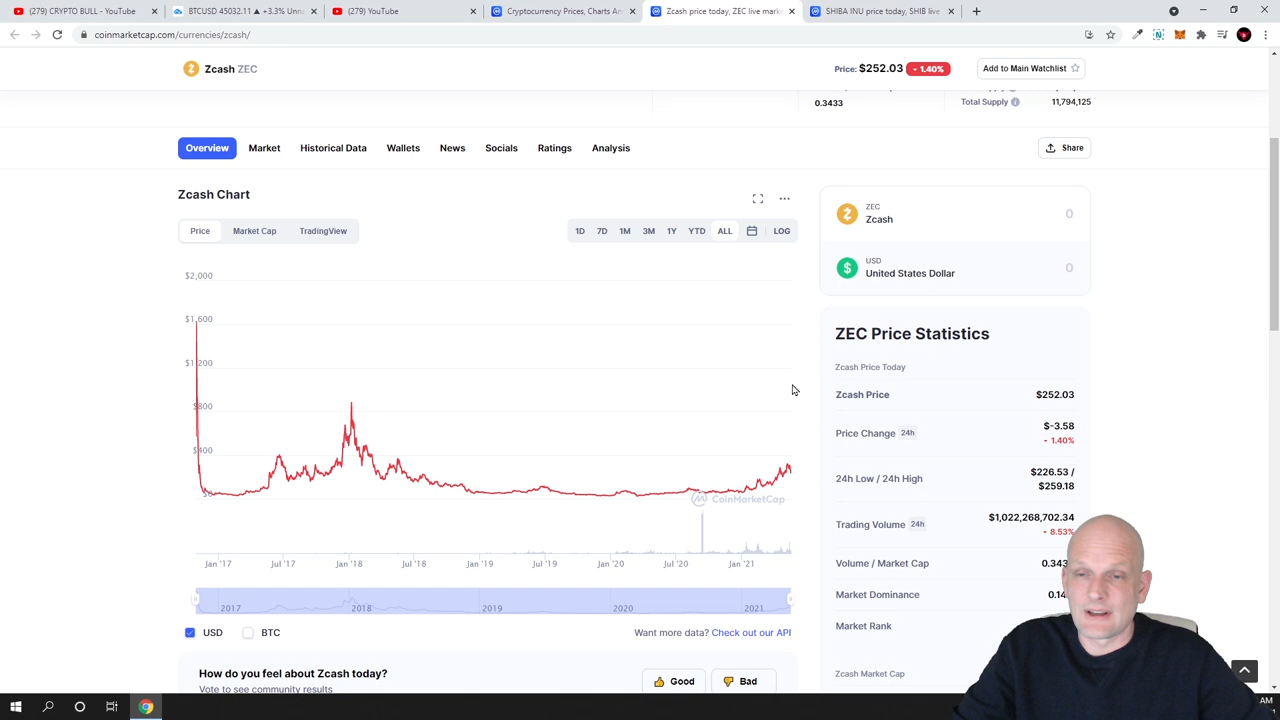 (279) CRYPTO BULL - YouTube
BTCUSD 45032.11 ▲ +3.3% Unna
(279) YouTube
Cryptocurrency Prices, Charts An
Zcash price today, ZEC live mark
SHIBA INU price today, SHIB live
coinmarketcap.com/currencies/zcash/
Zcash ZEC
Price: $252.03 - 1.40%
Add to Main Watchlist
0.3433
Total Supply
11,794,125
Overview
Market
Historical Data
Wallets
News
Socials
Ratings
Analysis
Share
Zcash Chart
Price
Market Cap
TradingView
1D
7D
1M
3M
1Y
YTD
ALL
LOG
$2,000
$1,600
$1,200
$800
$400
$0
CoinMarketCap
Jan '17
Jul '17
Jan '18
Jul '18
Jan '19
Jul '19
Jan '20
Jul '20
Jan '21
2017
2018
2019
2020
2021
USD
BTC
Want more data? Check out our API
How do you feel about Zcash today?
Vote to see community results
Good
Bad
ZEC
Zcash
0
USD
United States Dollar
0
ZEC Price Statistics
Zcash Price Today
Zcash Price
$252.03
Price Change 24h
$-3.58
- 1.40%
24h Low / 24h High
$226.53 /
$259.18
Trading Volume 24h
$1,022,268,702.34
- 8.53%
Volume / Market Cap
0.343
Market Dominance
0.14
Market Rank
Zcash Market Cap
AM